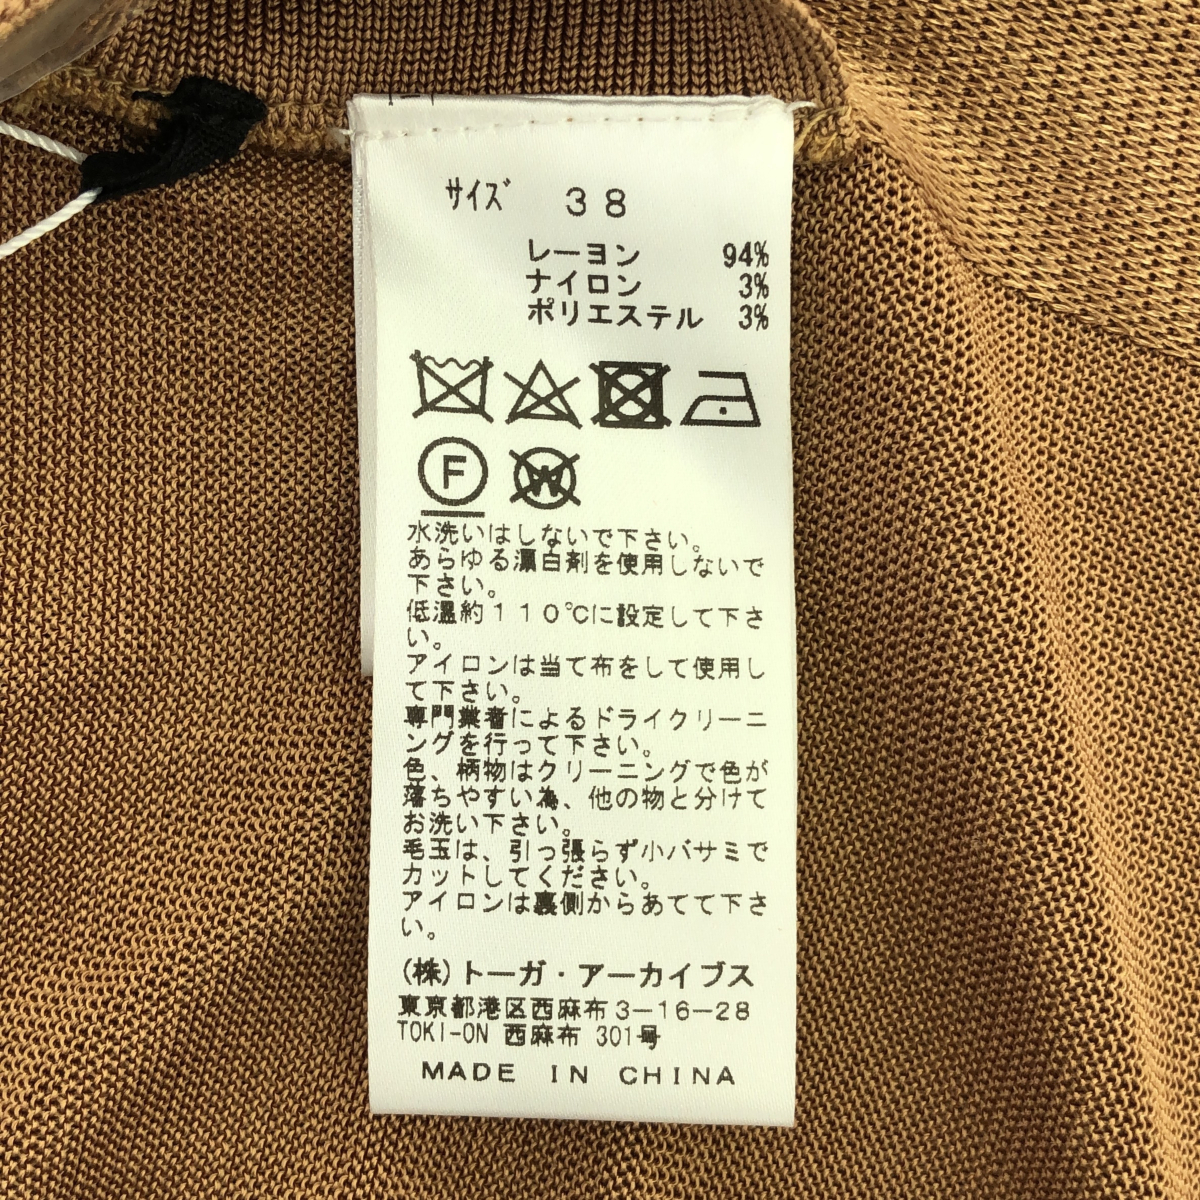 サイズ 38
レーヨン 94%
ナイロン 3%
ポリエステル 3%
F
W
水洗いはしないで下さい。
あらゆる漂白剤を使用しないで
下さい。
低温約110℃に設定して下さ
い。
アイロンは当て布をして使用し
て下さい。
専門業者によるドライクリーニ
ングを行って下さい。
色、柄物はクリーニングで色が
落ちやすい為、他の物と分けて
お洗い下さい。
毛玉は、引っ張らず小バサミで
カットしてください。
アイロンは裏側からあてて下さ
い。
(株)トーガ・アーカイブス
東京都港区西麻布3-16-28
TOKI-ON 西麻布 301号
MADE IN CHINA